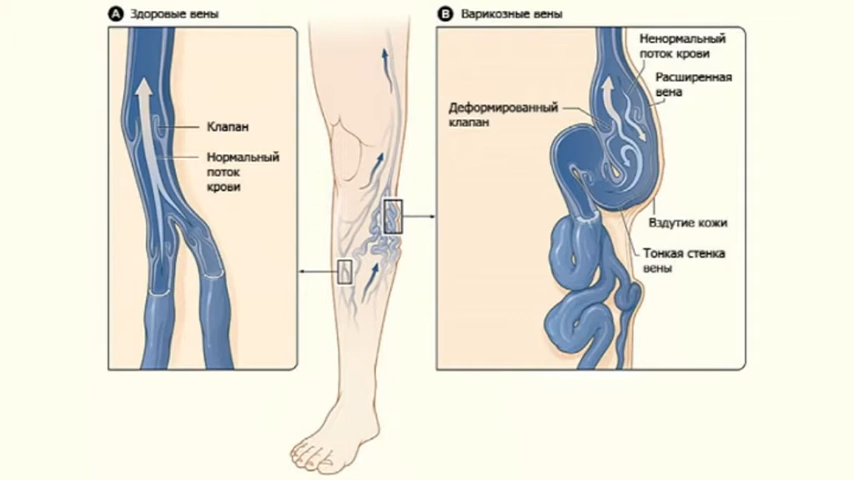 A Здоровые вены
Клапан
Нормальный
поток
крови
B Варикозные вены
Ненормальный
поток крови
Расширенная
вена
Деформированный
клапан
Вздутие кожи
Тонкая стенка
вены